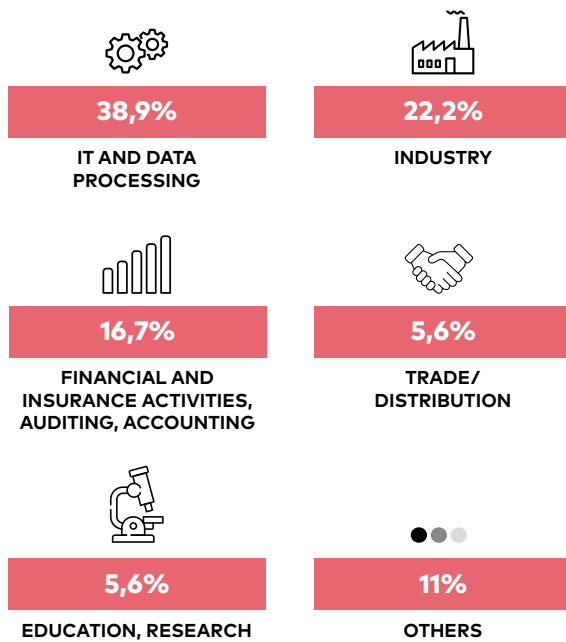 38,9%
IT AND DATA
PROCESSING
22,2%
INDUSTRY
16,7%
FINANCIAL AND
INSURANCE ACTIVITIES,
AUDITING, ACCOUNTING
5,6%
TRADE/
DISTRIBUTION
5,6%
EDUCATION, RESEARCH
11%
OTHERS